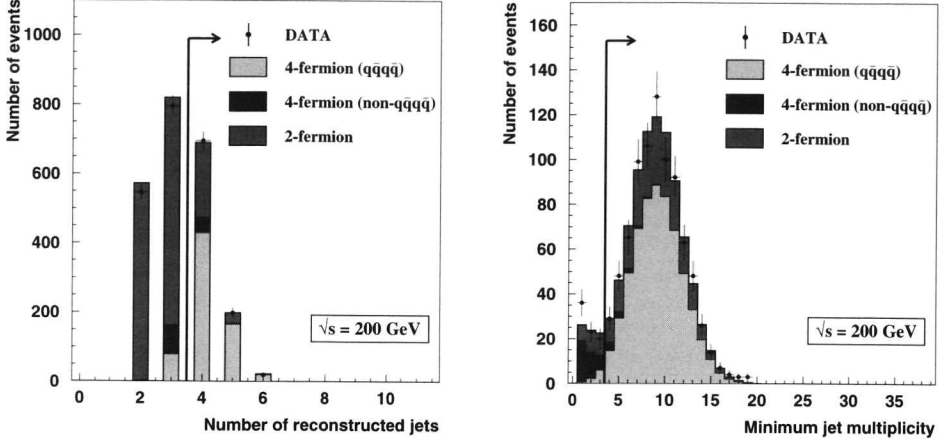 Number of events
1000
800
600
400
200
0
DATA
4-fermion (qq̄qq̄)
4-fermion (non-qq̄qq̄)
2-fermion
√s = 200 GeV
0 2 4 6 8 10
Number of reconstructed jets
Number of events
160
140
120
100
80
60
40
20
0
DATA
4-fermion (qq̄qq̄)
4-fermion (non-qq̄qq̄)
2-fermion
√s = 200 GeV
0 5 10 15 20 25 30 35
Minimum jet multiplicity